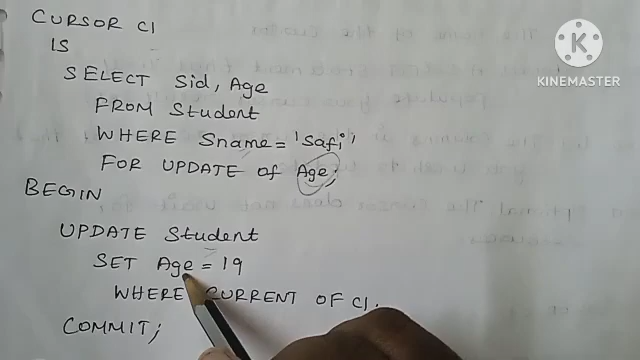 CURSOR C1
IS
SELECT Sid, Age
FROM Student
WHERE Sname = 'Safi'
FOR UPDATE of Age;
BEGIN
UPDATE Student
SET Age = 19
WHERE CURRENT OF C1;
COMMIT;
K
KINEMASTER